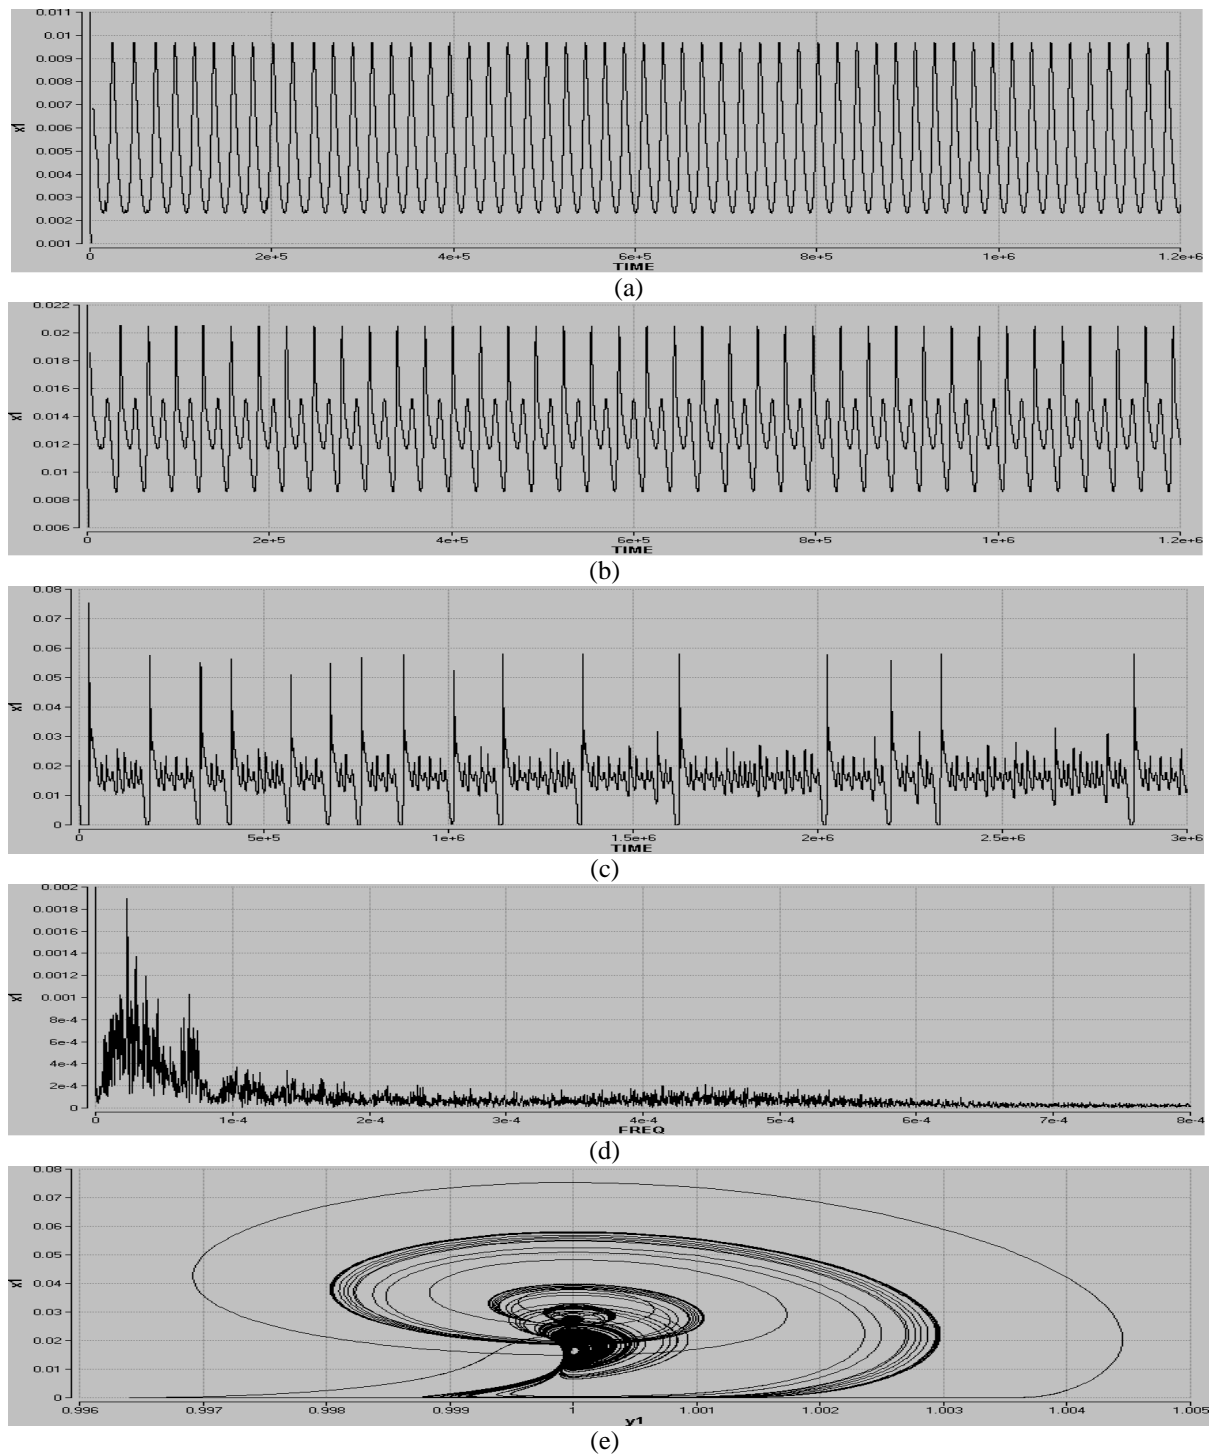 0.011
0.01
0.009
0.008
0.007
0.006
0.005
0.004
0.003
0.002
0.001
x1
0 2e+5 4e+5 6e+5 8e+5 1e+6 1.2e+6
TIME
(a)
0.022
0.02
0.018
0.016
0.014
0.012
0.01
0.008
0.006
x1
0 2e+5 4e+5 6e+5 8e+5 1e+6 1.2e+6
TIME
(b)
0.08
0.07
0.06
0.05
0.04
0.03
0.02
0.01
0
x1
0 5e+5 1e+6 1.5e+6 2e+6 2.5e+6 3e+6
TIME
(c)
0.002
0.0018
0.0014
0.0012
0.001
8e-4
6e-4
4e-4
2e-4
0
x1
0 1e-4 2e-4 3e-4 4e-4 5e-4 6e-4 7e-4 8e-4
FREQ
(d)
0.08
0.07
0.06
0.05
0.04
0.03
0.02
0.01
0
x1
0.996 0.997 0.998 0.999 1 1.001 1.002 1.003 1.004 1.005
y1
(e)